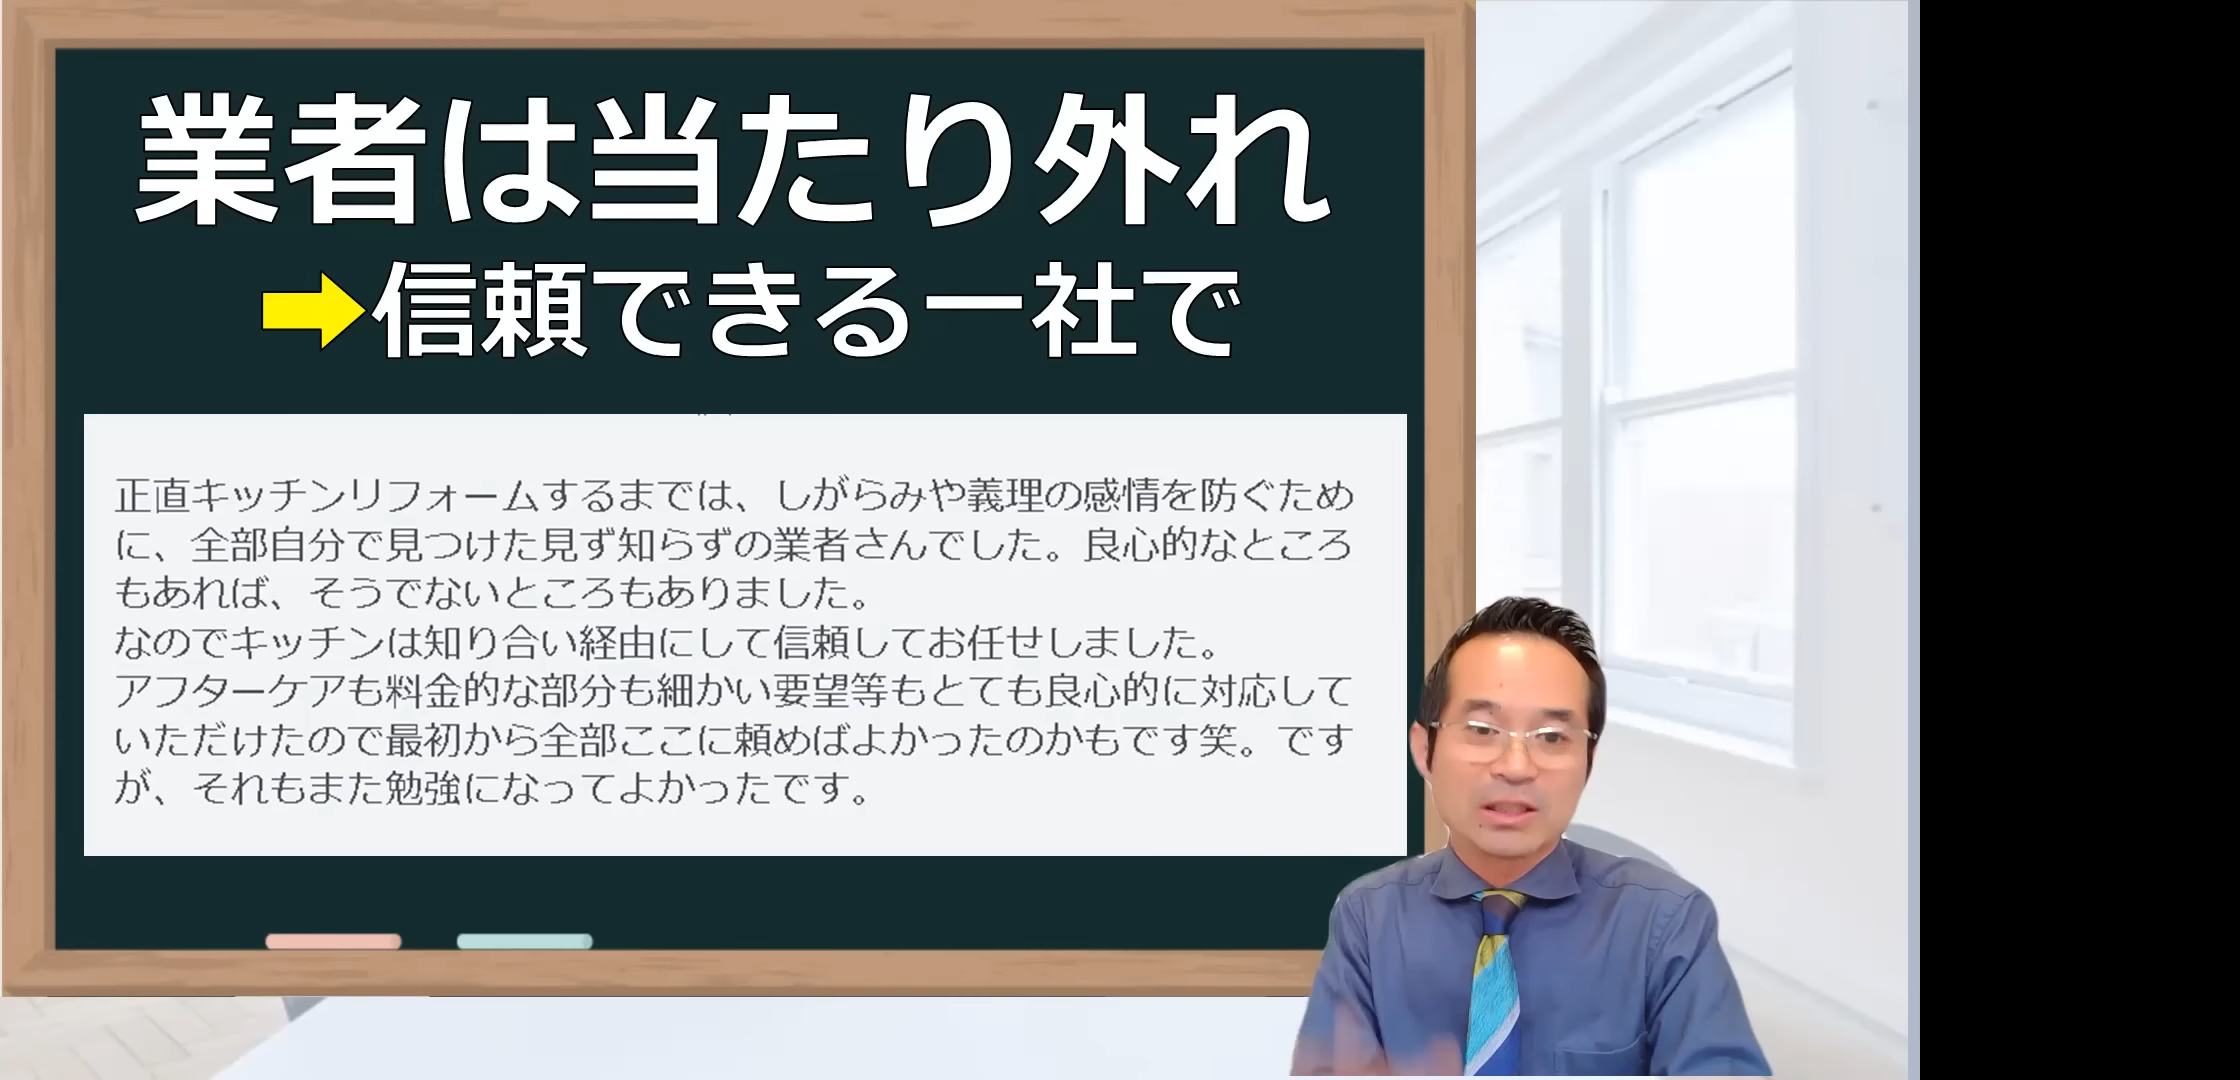 業者は当たり外れ
➡信頼できる一社で
正直キッチンリフォームするまでは、しがらみや義理の感情を防ぐため
に、全部自分で見つけた見ず知らずの業者さんでした。良心的なところ
もあれば、そうでないところもありました。
なのでキッチンは知り合い経由にして信頼してお任せしました。
アフターケアも料金的な部分も細かい要望等もとても良心的に対応して
いただけたので最初から全部ここに頼めばよかったのかもです笑。です
が、それもまた勉強になってよかったです。